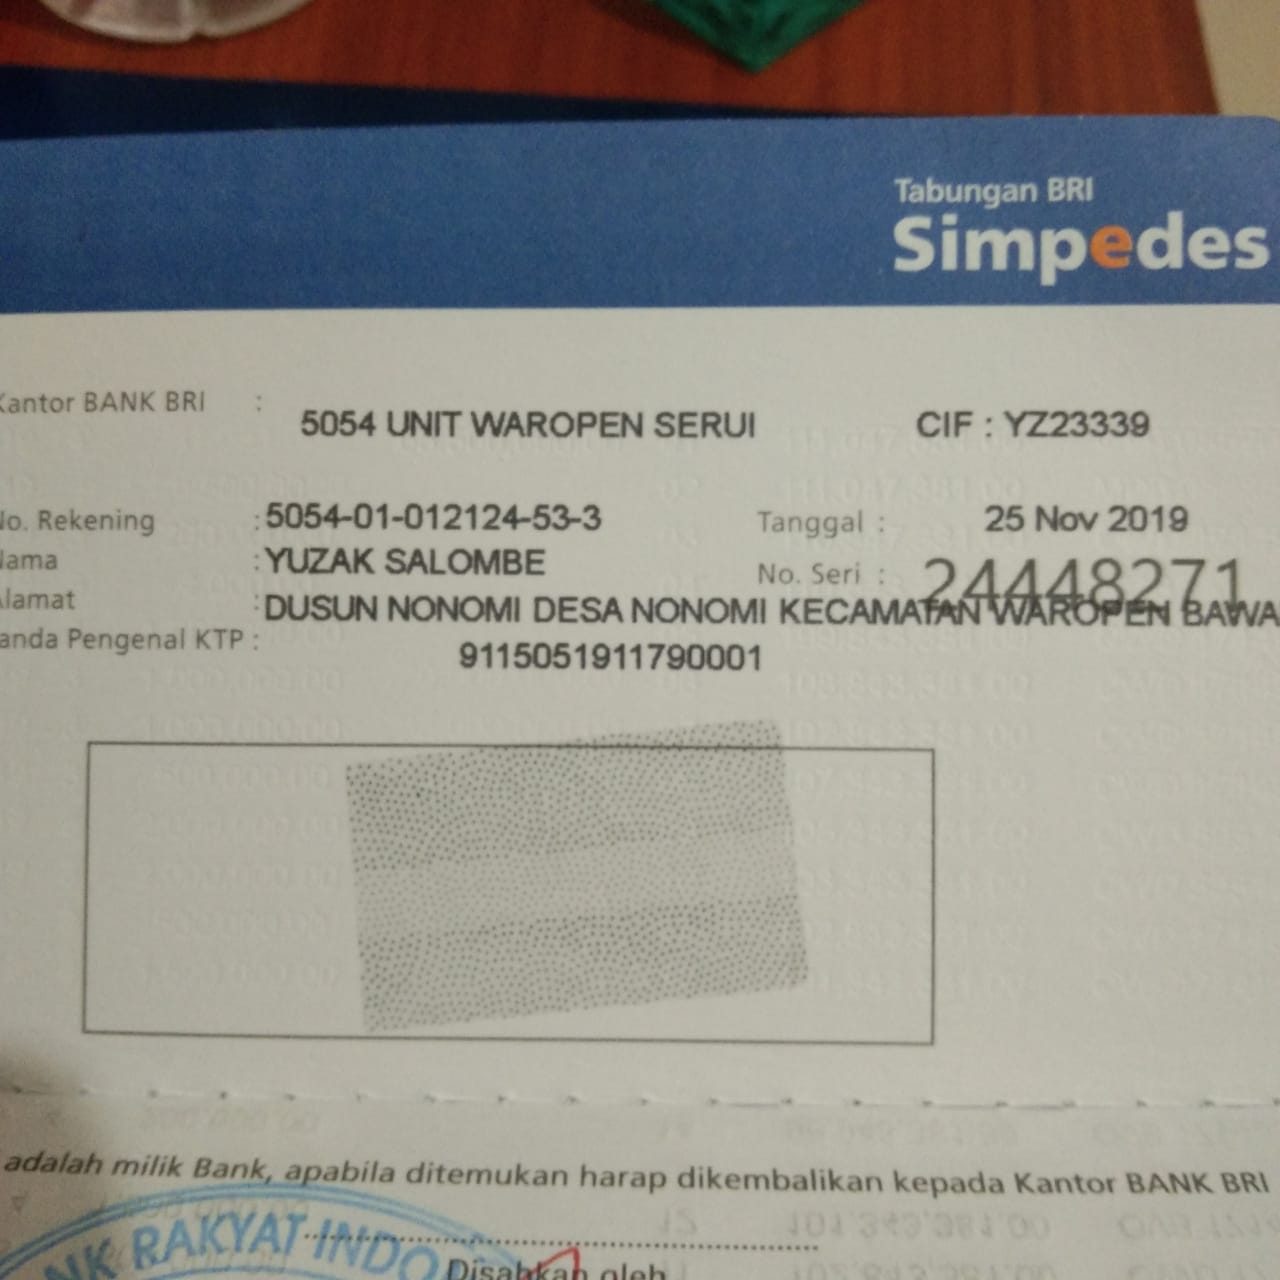 Tabungan BRI
Simpedes
Kantor BANK BRI :
5054 UNIT WAROPEN SERUI CIF : YZ23339
No. Rekening :5054-01-012124-53-3 Tanggal : 25 Nov 2019
Nama :YUZAK SALOMBE No. Seri : 24448271
Alamat :DUSUN NONOMI DESA NONOMI KECAMATAN WAROPEN BAWA
anda Pengenal KTP : 9115051911790001
adalah milik Bank, apabila ditemukan harap dikembalikan kepada Kantor BANK BRI
NK RAKYAT INDO
Disahkan oleh